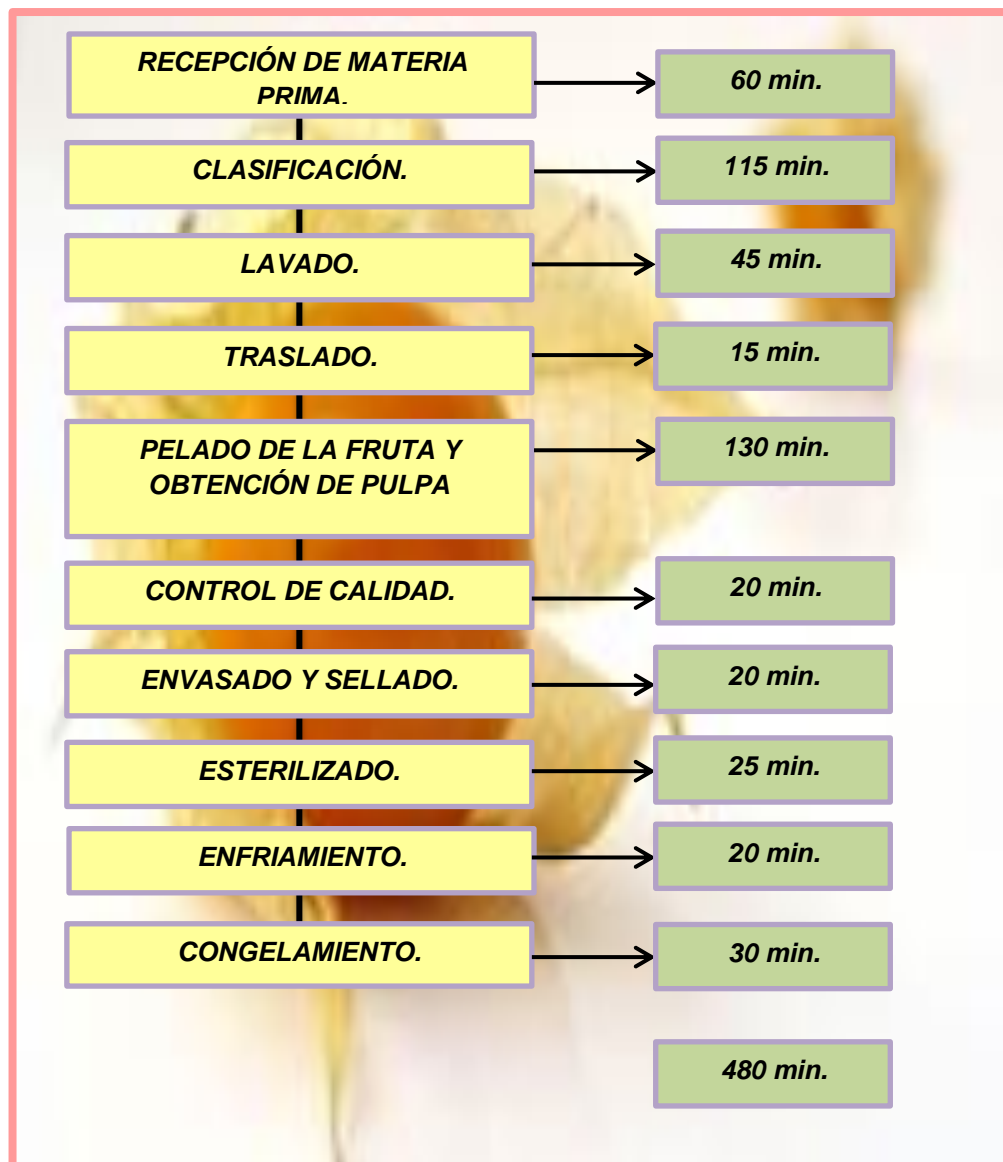 RECEPCIÓN DE MATERIA
PRIMA.
60 min.
CLASIFICACIÓN.
115 min.
LAVADO.
45 min.
TRASLADO.
15 min.
PELADO DE LA FRUTA Y
OBTENCIÓN DE PULPA
130 min.
CONTROL DE CALIDAD.
20 min.
ENVASADO Y SELLADO.
20 min.
ESTERILIZADO.
25 min.
ENFRIAMIENTO.
20 min.
CONGELAMIENTO.
30 min.
480 min.